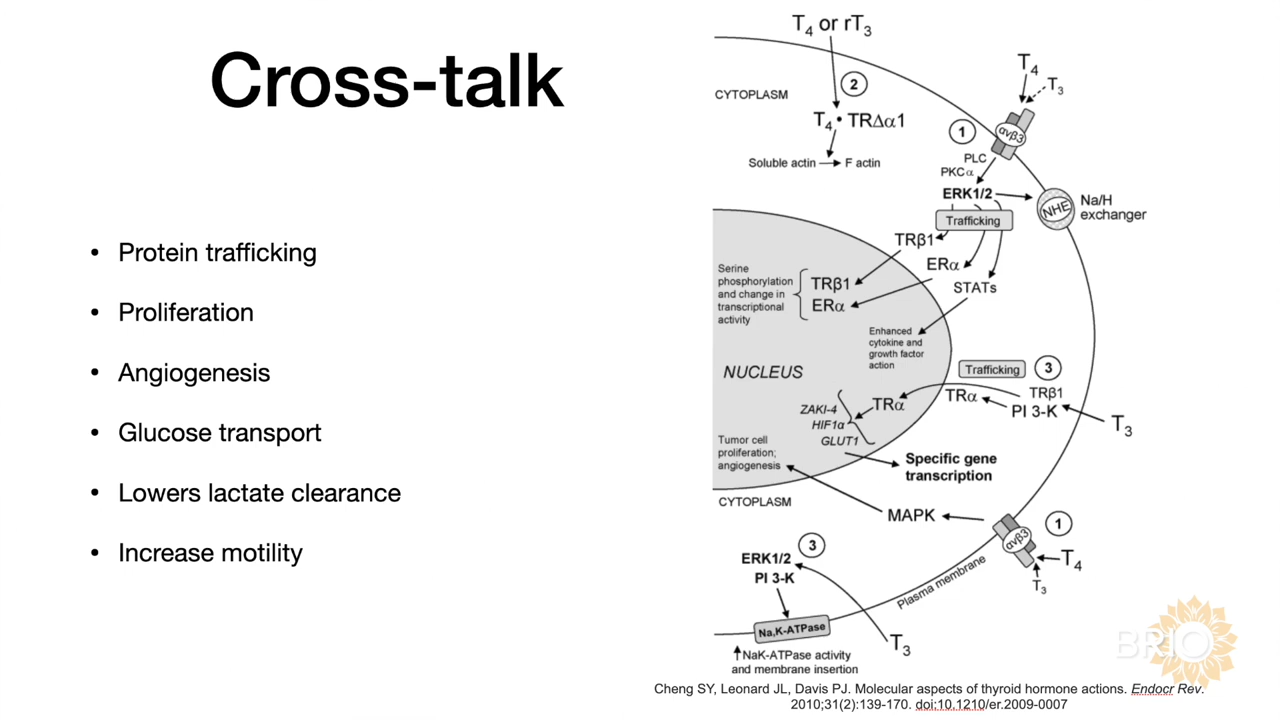 Cross-talk
• Protein trafficking
• Proliferation
• Angiogenesis
• Glucose transport
• Lowers lactate clearance
• Increase motility
T4 or rT3
2
CYTOPLASM
T4 • TRΔα1
Soluble actin
F actin
T4
T3
1
αvβ3
PLC
PKCα
ERK1/2
NHE
Na/H
exchanger
Trafficking
TRβ1
ERα
STATs
Serine
phosphorylation
and change in
transcriptional
activity
TRβ1
ERα
Enhanced
cytokine and
growth factor
action
NUCLEUS
Trafficking
3
TRβ1
TRα
PI 3-K
T3
TRα
ZAKI-4
HIF1α
GLUT1
Tumor cell
proliferation;
angiogenesis
Specific gene
transcription
CYTOPLASM
MAPK
αvβ3
1
T4
T3
Plasma membrane
3
ERK1/2
PI 3-K
Na,K-ATPase
T3
NaK-ATPase activity
and membrane insertion
BRIO
Cheng SY, Leonard JL, Davis PJ. Molecular aspects of thyroid hormone actions. Endocr Rev.
2010;31(2):139-170. doi:10.1210/er.2009-0007